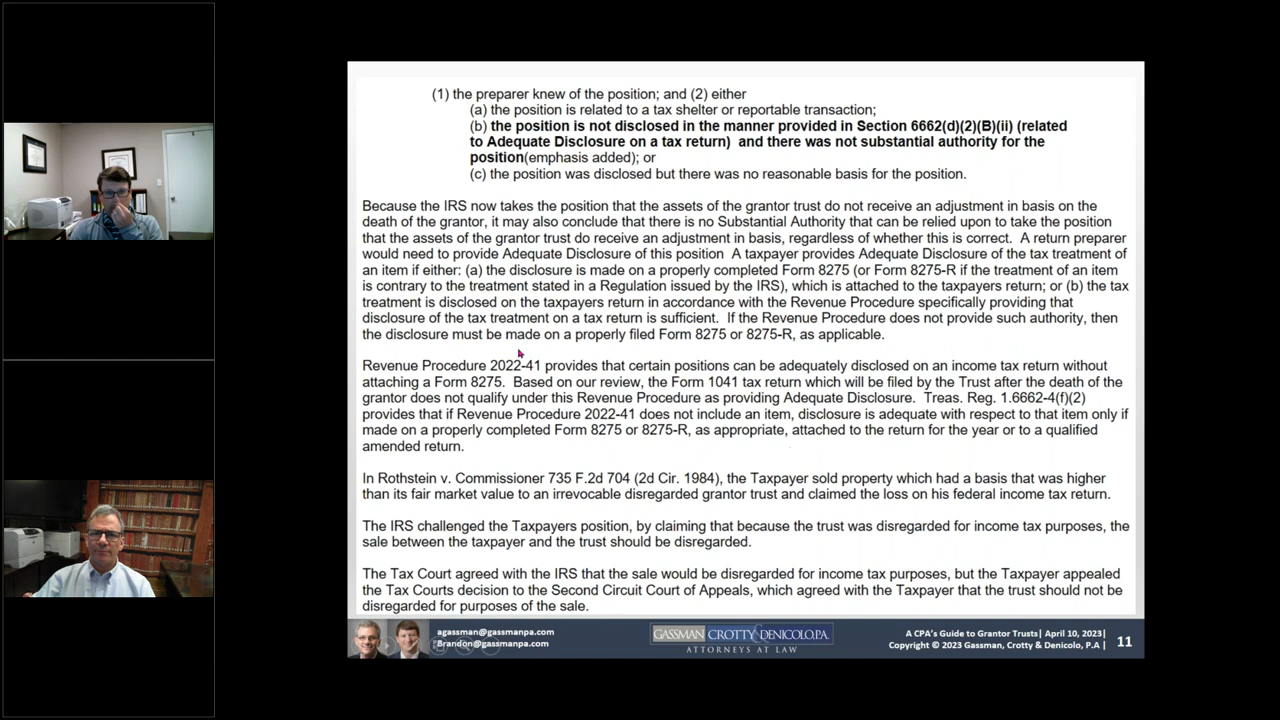 (1) the preparer knew of the position; and (2) either
(a) the position is related to a tax shelter or reportable transaction;
(b) the position is not disclosed in the manner provided in Section 6662(d)(2)(B)(ii) (related
to Adequate Disclosure on a tax return)  and there was not substantial authority for the
position(emphasis added); or
(c) the position was disclosed but there was no reasonable basis for the position.
Because the IRS now takes the position that the assets of the grantor trust do not receive an adjustment in basis on the
death of the grantor, it may also conclude that there is no Substantial Authority that can be relied upon to take the position
that the assets of the grantor trust do receive an adjustment in basis, regardless of whether this is correct.  A return preparer
would need to provide Adequate Disclosure of this position  A taxpayer provides Adequate Disclosure of the tax treatment of
an item if either: (a) the disclosure is made on a properly completed Form 8275 (or Form 8275-R if the treatment of an item
is contrary to the treatment stated in a Regulation issued by the IRS), which is attached to the taxpayers return; or (b) the tax
treatment is disclosed on the taxpayers return in accordance with the Revenue Procedure specifically providing that
disclosure of the tax treatment on a tax return is sufficient.  If the Revenue Procedure does not provide such authority, then
the disclosure must be made on a properly filed Form 8275 or 8275-R, as applicable.
Revenue Procedure 2022-41 provides that certain positions can be adequately disclosed on an income tax return without
attaching a Form 8275.  Based on our review, the Form 1041 tax return which will be filed by the Trust after the death of the
grantor does not qualify under this Revenue Procedure as providing Adequate Disclosure.  Treas. Reg. 1.6662-4(f)(2)
provides that if Revenue Procedure 2022-41 does not include an item, disclosure is adequate with respect to that item only if
made on a properly completed Form 8275 or 8275-R, as appropriate, attached to the return for the year or to a qualified
amended return.
In Rothstein v. Commissioner 735 F.2d 704 (2d Cir. 1984), the Taxpayer sold property which had a basis that was higher
than its fair market value to an irrevocable disregarded grantor trust and claimed the loss on his federal income tax return.
The IRS challenged the Taxpayers position, by claiming that because the trust was disregarded for income tax purposes, the
sale between the taxpayer and the trust should be disregarded.
The Tax Court agreed with the IRS that the sale would be disregarded for income tax purposes, but the Taxpayer appealed
the Tax Courts decision to the Second Circuit Court of Appeals, which agreed with the Taxpayer that the trust should not be
disregarded for purposes of the sale.
agassman@gassmanpa.com
Brandon@gassmanpa.com
GASSMAN CROTTY & DENICOLO, P.A.
ATTORNEYS AT LAW
A CPA's Guide to Grantor Trusts| April 10, 2023|
Copyright © 2023 Gassman, Crotty & Denicolo, P.A |
11